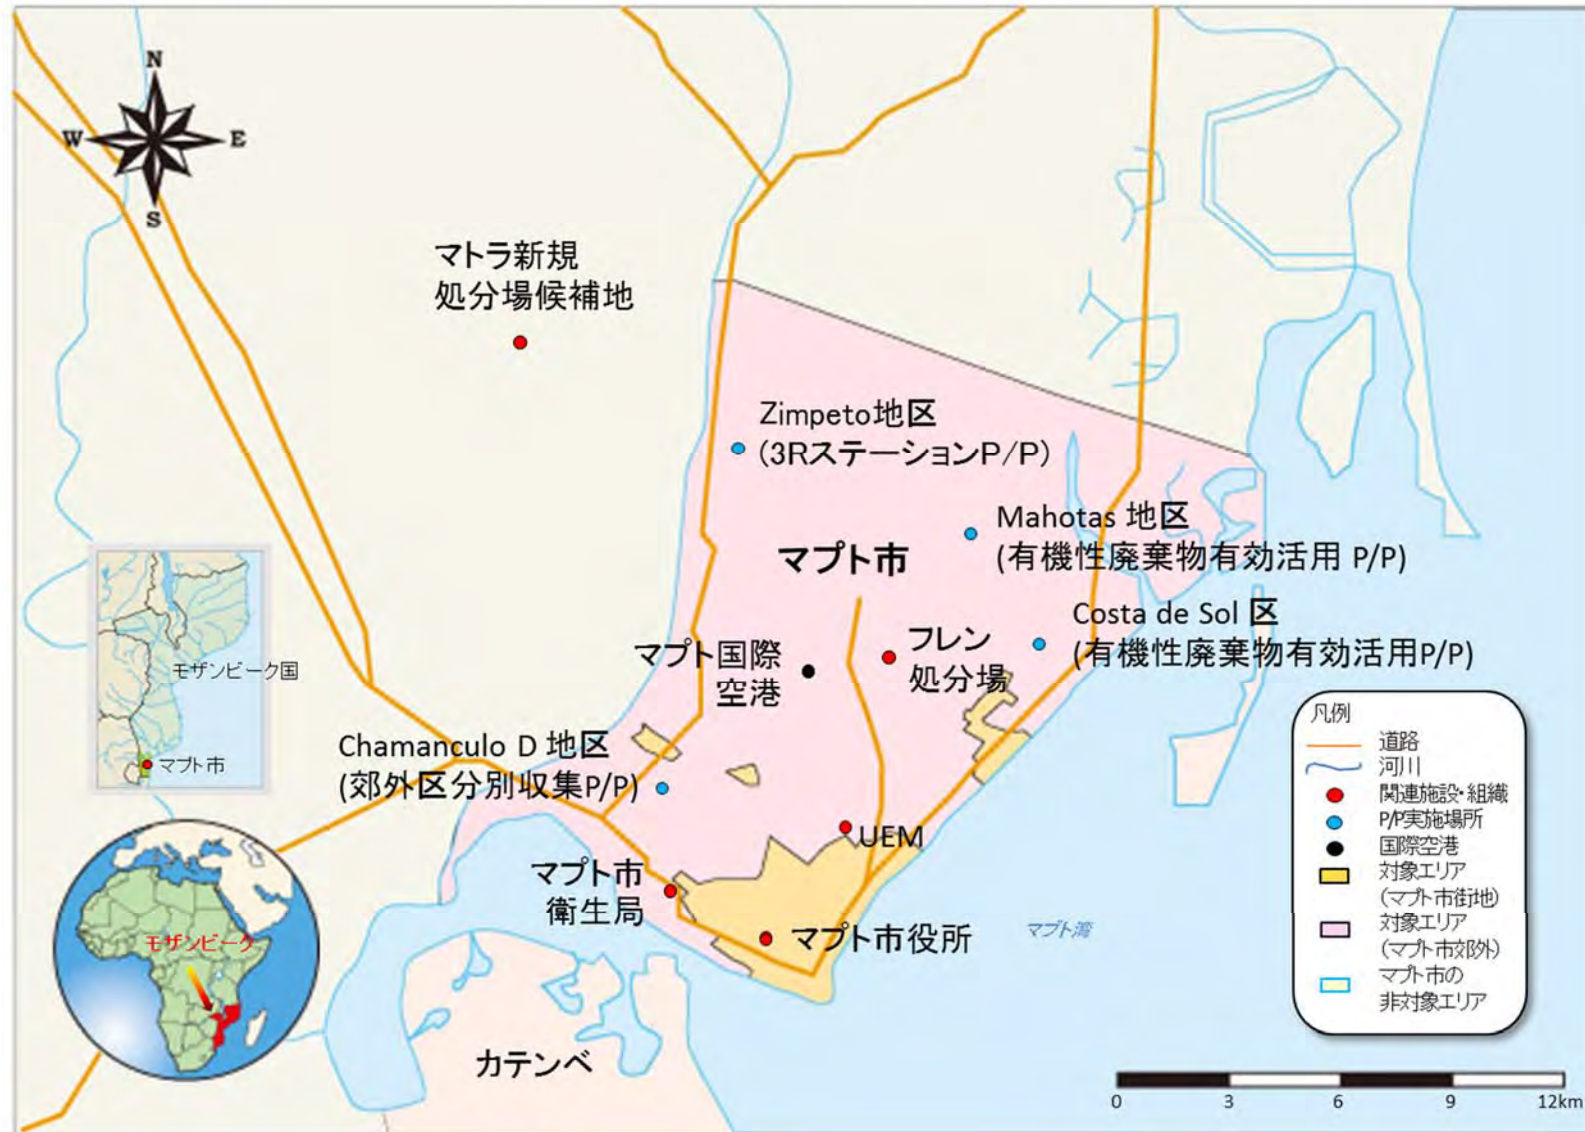 N
W
E
S
マトラ新規
処分場候補地
Zimpeto地区
(3RステーションP/P)
Mahotas 地区
(有機性廃棄物有効活用 P/P)
マプト市
Costa de Sol 区
(有機性廃棄物有効活用P/P)
フレン
処分場
マプト国際
空港
モザンビーク国
マプト市
Chamanculo D 地区
(郊外区分別収集P/P)
UEM
マプト市
衛生局
マプト市役所
マプト湾
モザンビーク
カテンベ
凡例
道路
河川
関連施設・組織
P/P実施場所
国際空港
対象エリア
(マプト市街地)
対象エリア
(マプト市郊外)
マプト市の
非対象エリア
0 3 6 9 12km